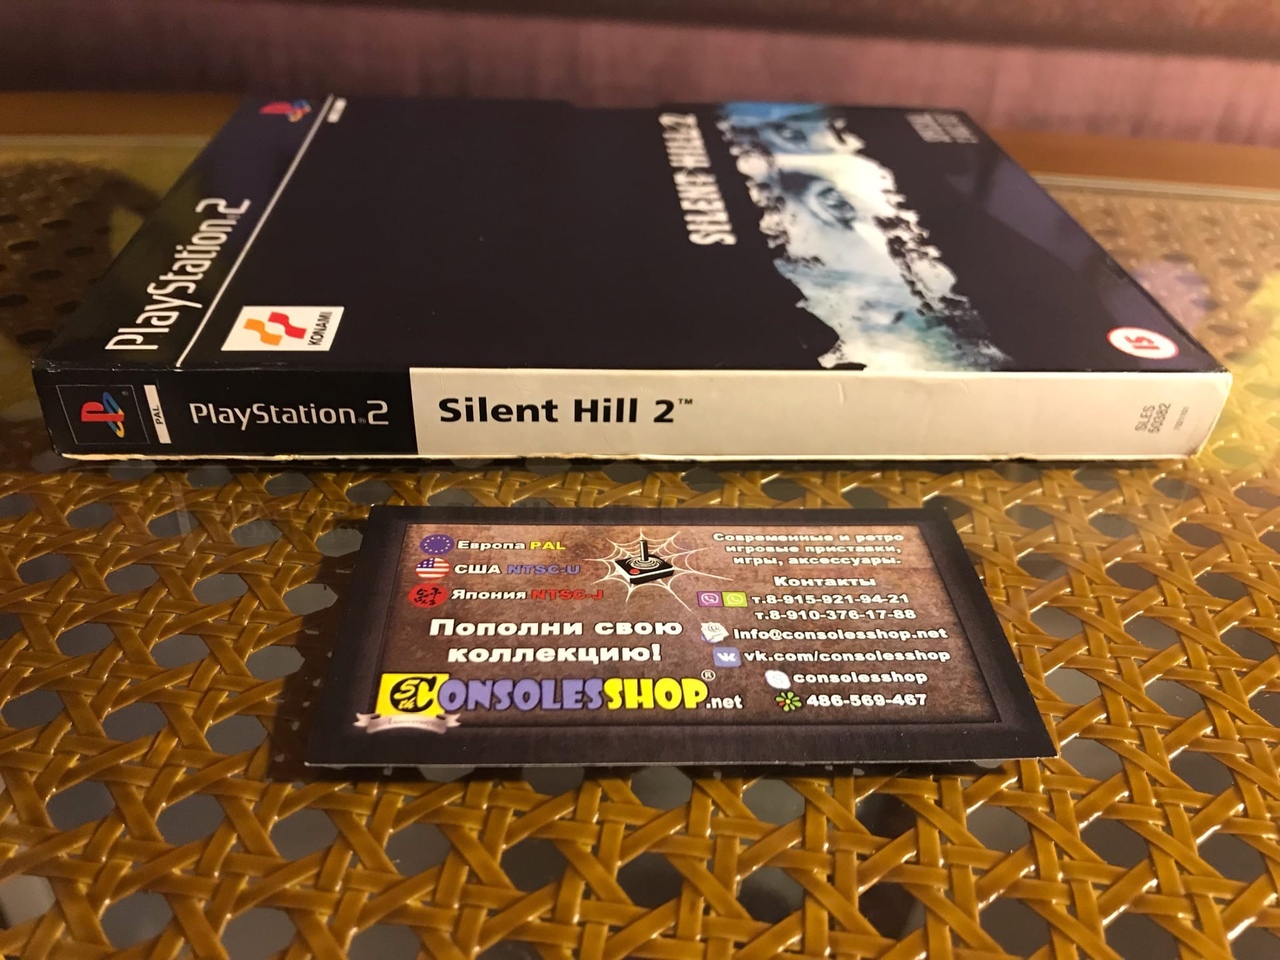 PlayStation®2
KONAMI
SILENT HILL 2
15
PAL
PlayStation®2
Silent Hill 2™
SLES
50382
Европа PAL
США NTSC-U
Япония NTSC-J
Пополни свою
коллекцию!
CONSOLESSHOP®.net
Современные и ретро
игровые приставки,
игры, аксессуары.
Контакты
т.8-915-921-94-21
т.8-910-376-17-88
info@consolesshop.net
vk.com/consolesshop
consolesshop
486-569-467